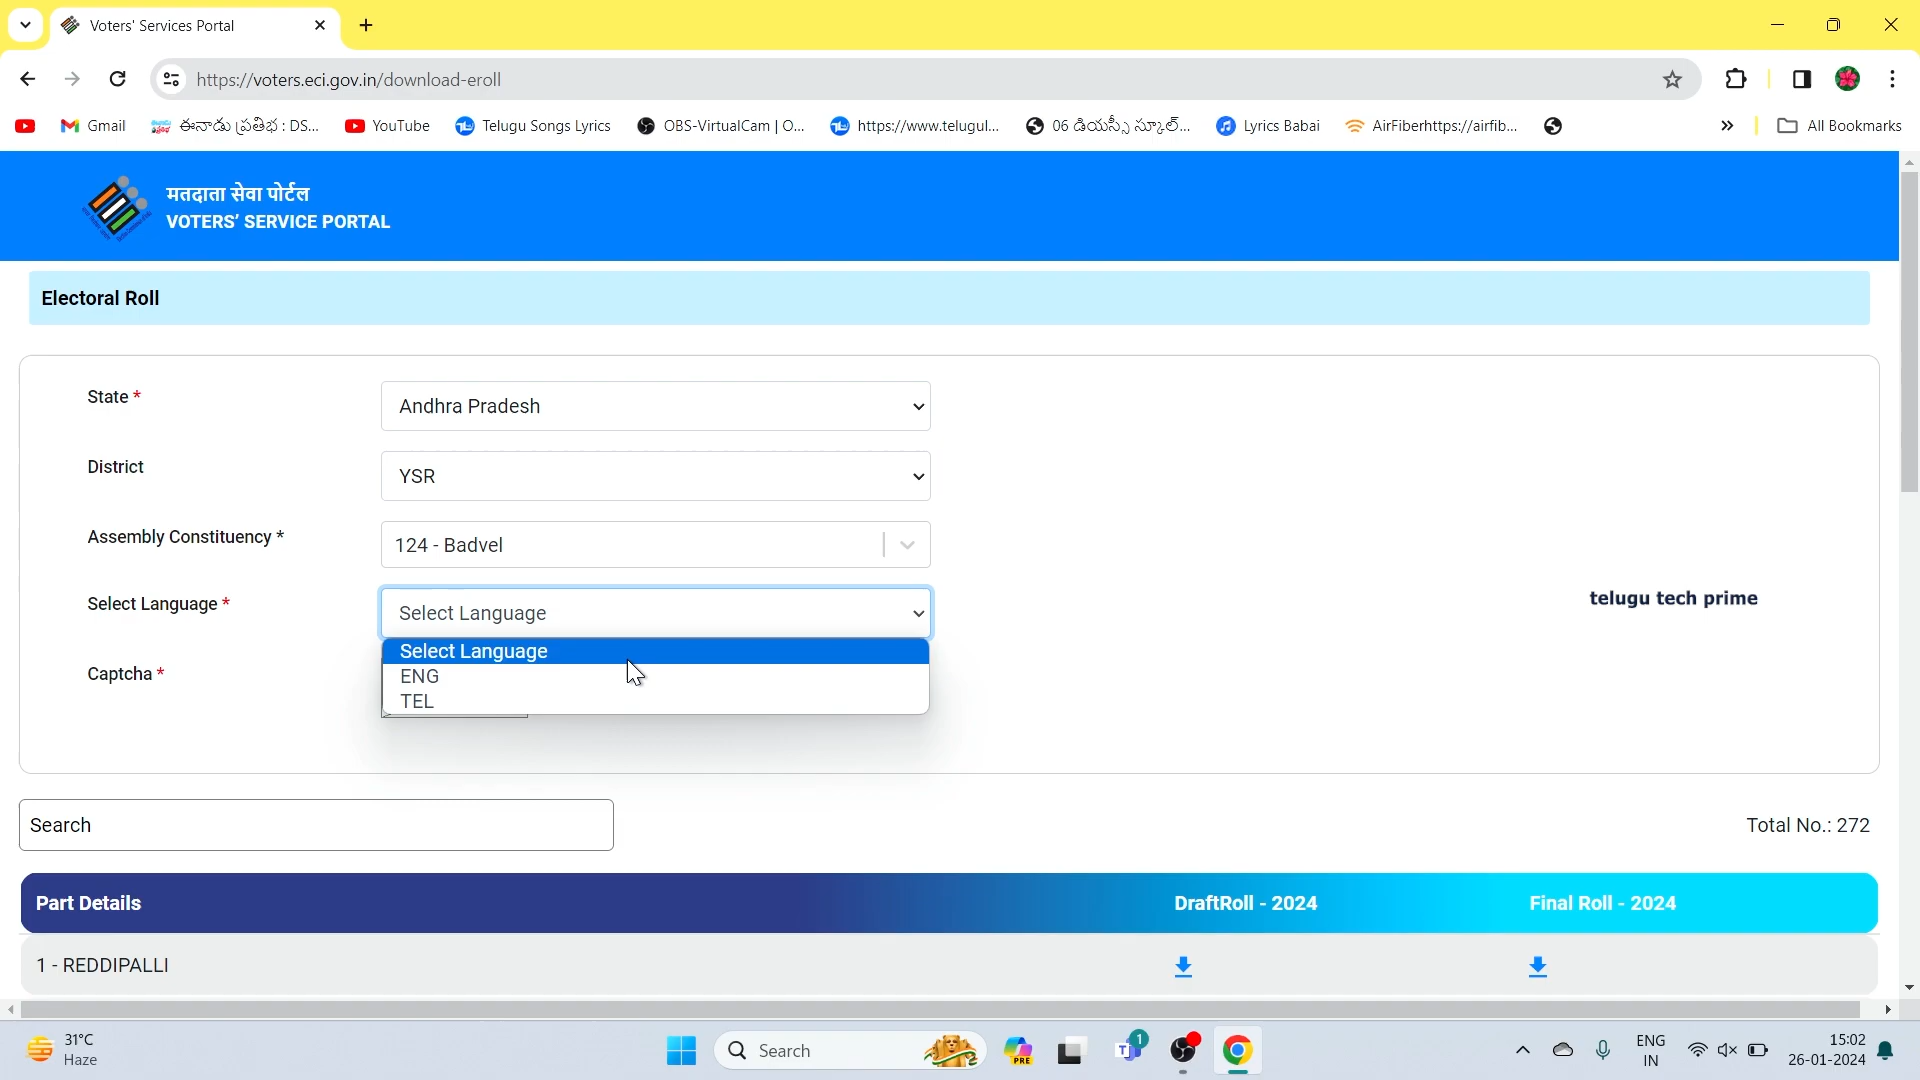 Voters' Services Portal
https://voters.eci.gov.in/download-eroll
Gmail
ఈనాడు ప్రతిభ : DS...
YouTube
Telugu Songs Lyrics
OBS-VirtualCam | O...
https://www.telugul...
06 డియస్సీ స్కూల్...
Lyrics Babai
AirFiberhttps://airfib...
All Bookmarks
मतदाता सेवा पोर्टल
VOTERS' SERVICE PORTAL
Electoral Roll
State *
Andhra Pradesh
District
YSR
Assembly Constituency *
124 - Badvel
Select Language *
Select Language
telugu tech prime
Select Language
ENG
TEL
Captcha *
Search
Total No.: 272
Part Details
DraftRoll - 2024
Final Roll - 2024
1 - REDDIPALLI
31°C
Haze
Search
PRE
1
ENG
IN
15:02
26-01-2024